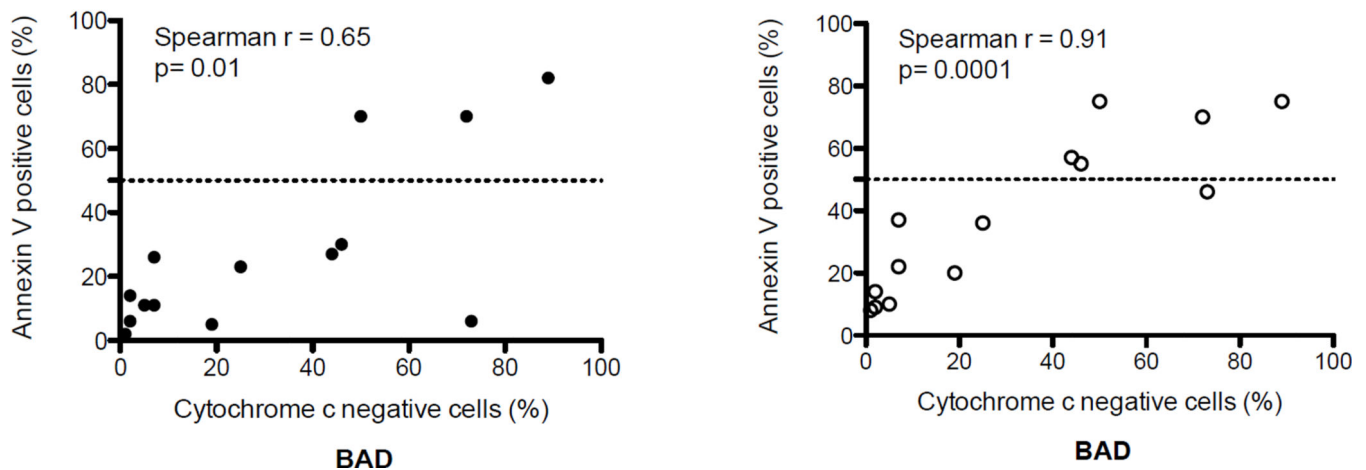 100
80
60
40
20
0
Annexin V positive cells (%)
Spearman r = 0.65
p= 0.01
0 20 40 60 80 100
Cytochrome c negative cells (%)
BAD
100
80
60
40
20
0
Annexin V positive cells (%)
Spearman r = 0.91
p= 0.0001
0 20 40 60 80 100
Cytochrome c negative cells (%)
BAD